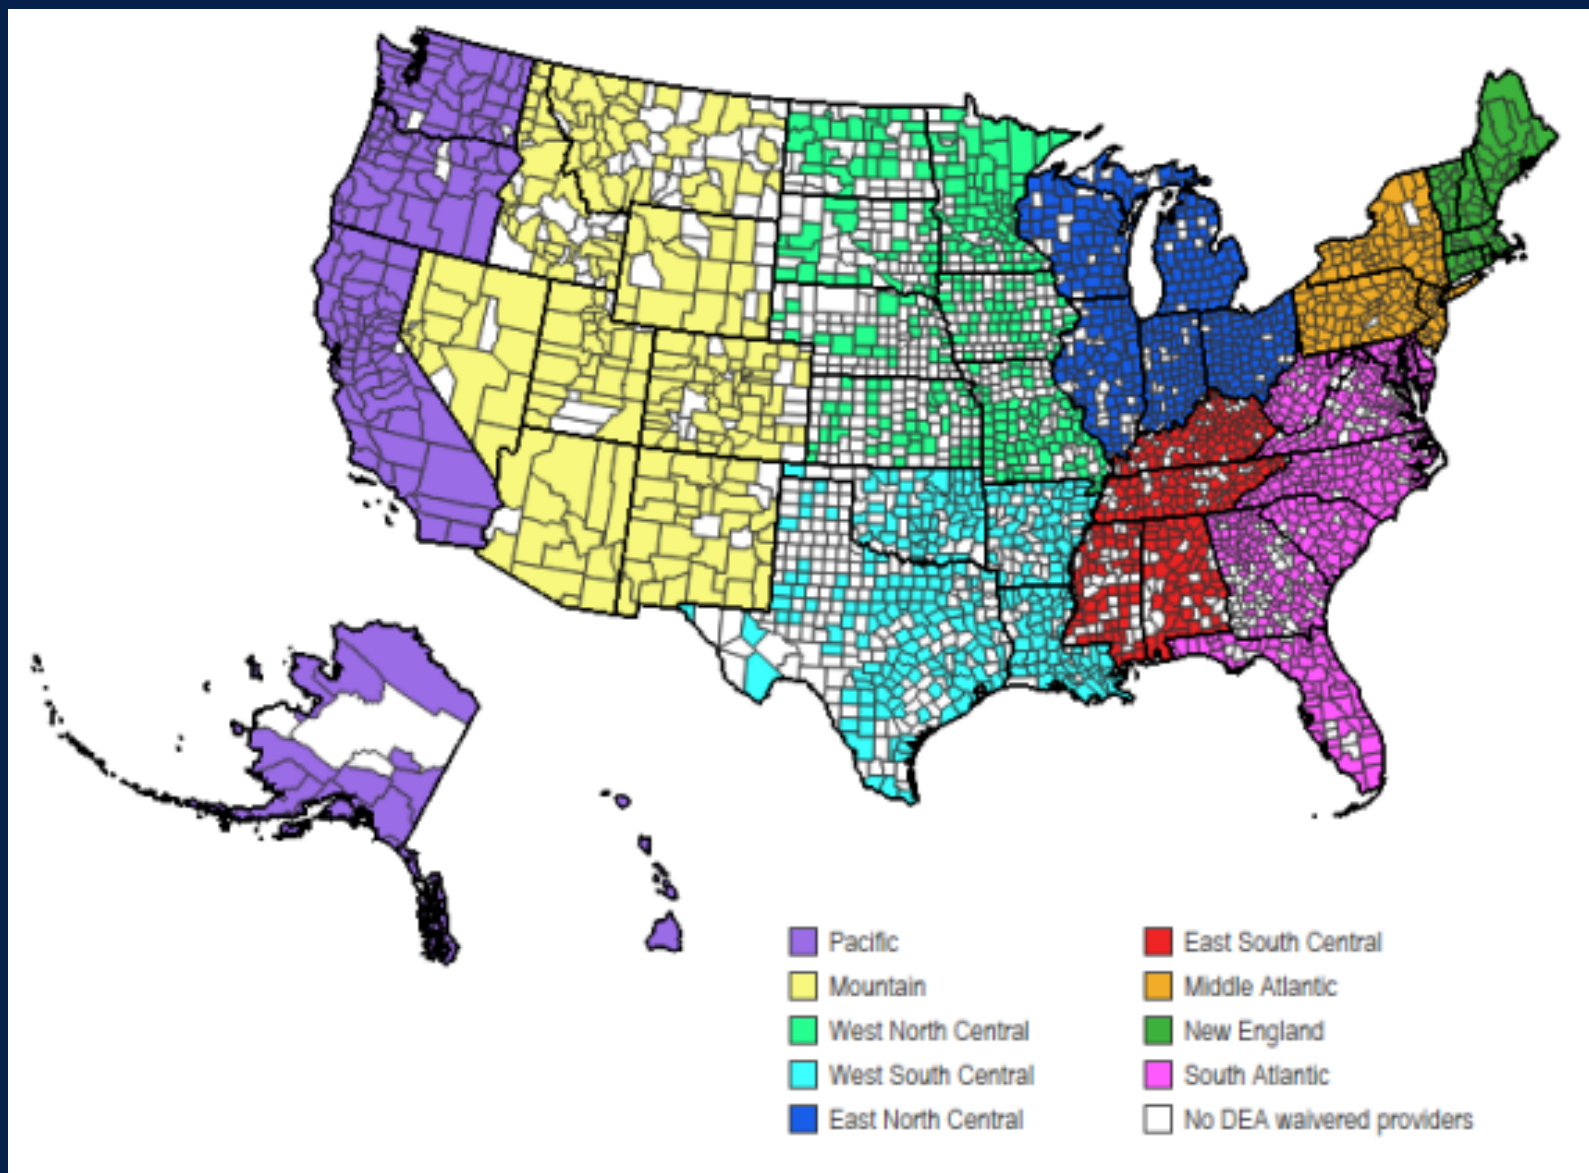 Pacific
Mountain
West North Central
West South Central
East North Central
East South Central
Middle Atlantic
New England
South Atlantic
No DEA waivered providers